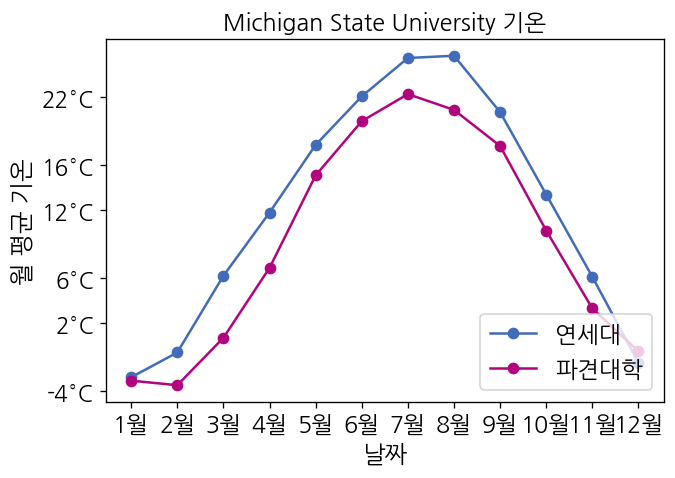 Michigan State University 기온
월 평균 기온
22˚C
16˚C
12˚C
6˚C
2˚C
-4˚C
연세대
파견대학
1월 2월 3월 4월 5월 6월 7월 8월 9월 10월 11월 12월
날짜